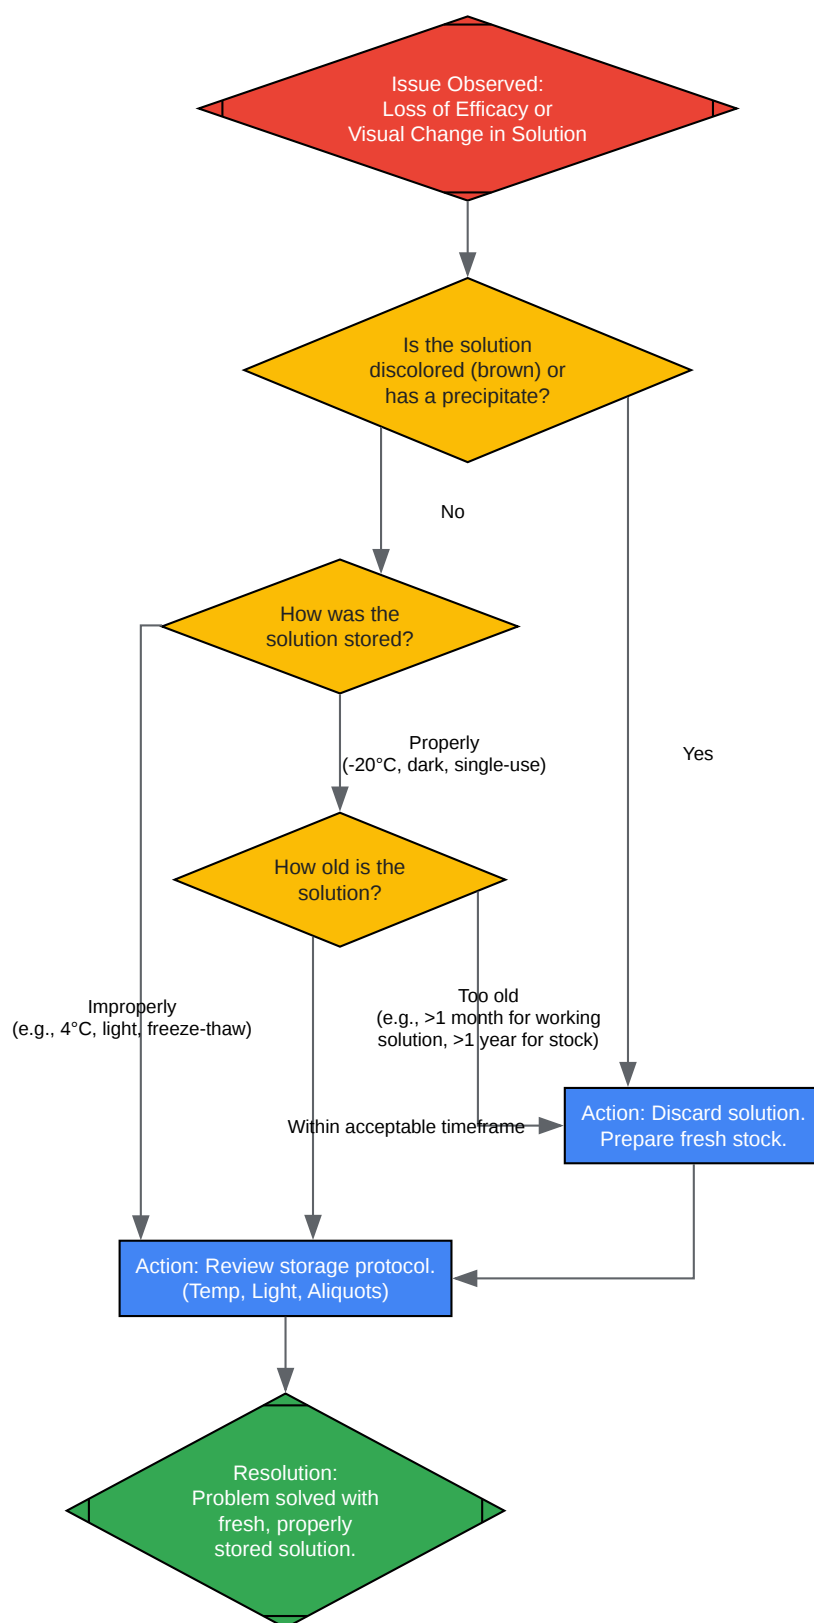 Issue Observed:
Loss of Efficacy or
Visual Change in Solution
Is the solution
discolored (brown) or
has a precipitate?
No
How was the
solution stored?
Properly
(-20°C, dark, single-use)
Yes
How old is the
solution?
Improperly
(e.g., 4°C, light, freeze-thaw)
Too old
(e.g., >1 month for working
solution, >1 year for stock)
Within acceptable timeframe
Action: Discard solution.
Prepare fresh stock.
Action: Review storage protocol.
(Temp, Light, Aliquots)
Resolution:
Problem solved with
fresh, properly
stored solution.